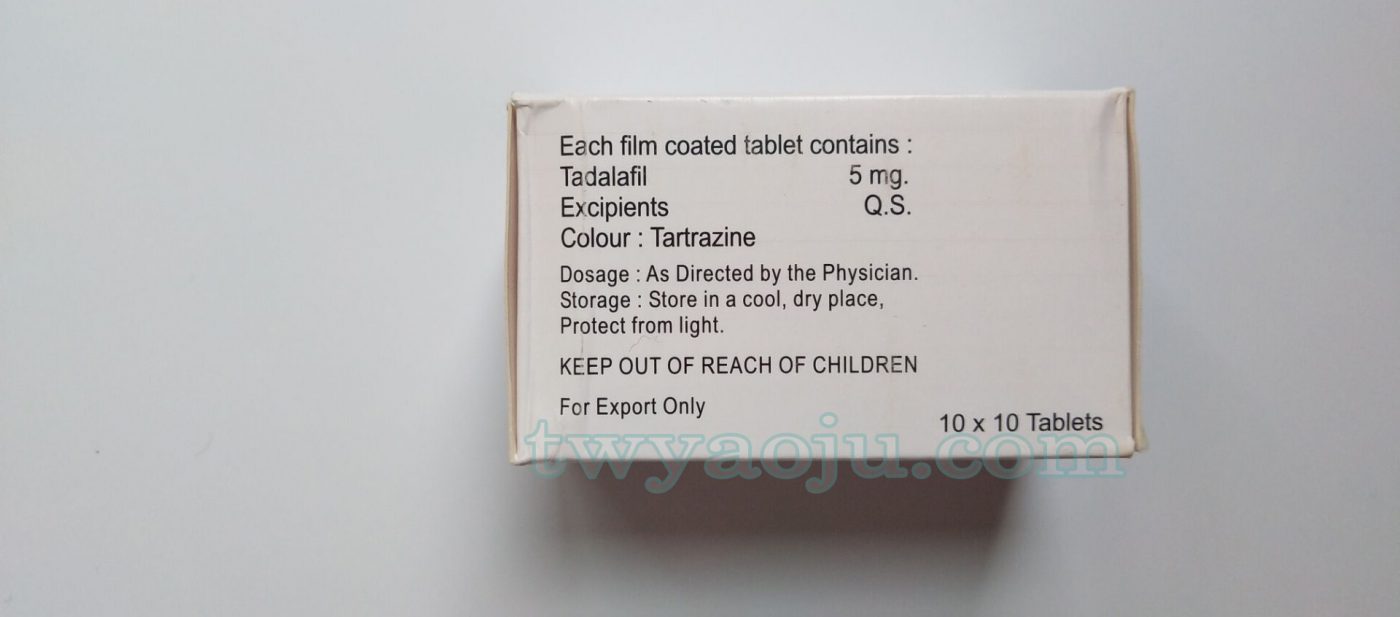 Each film coated tablet contains :
Tadalafil 5 mg.
Excipients Q.S.
Colour : Tartrazine
Dosage : As Directed by the Physician.
Storage : Store in a cool, dry place,
Protect from light.
KEEP OUT OF REACH OF CHILDREN
For Export Only
10 x 10 Tablets
twyaoju.com